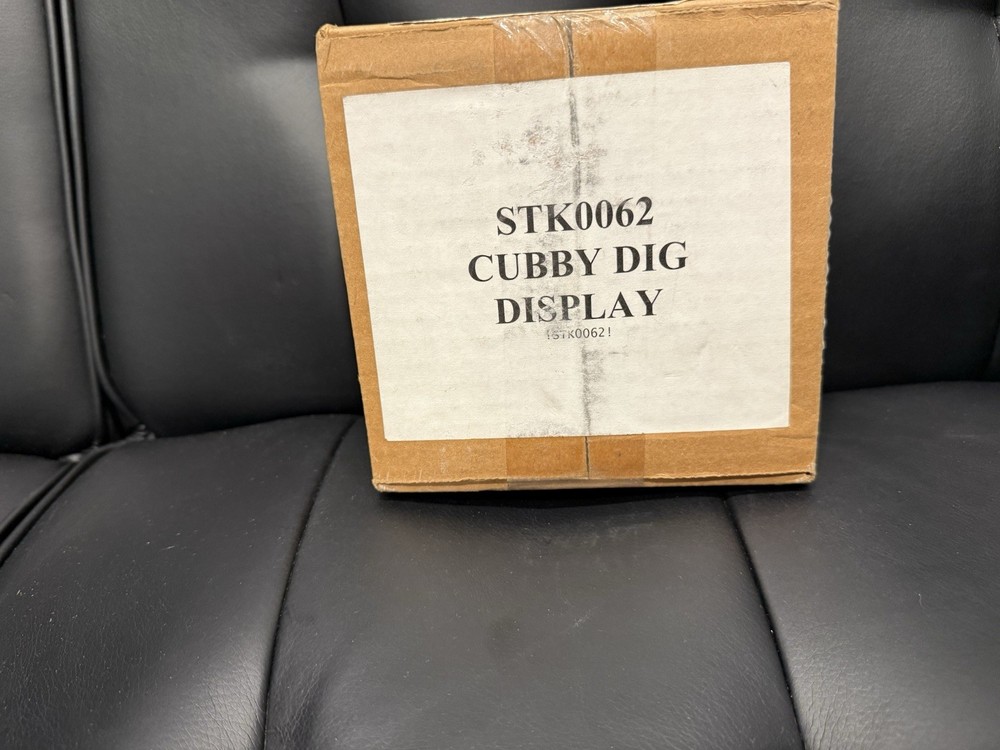 STK0062
CUBBY DIG
DISPLAY
!STK0062!